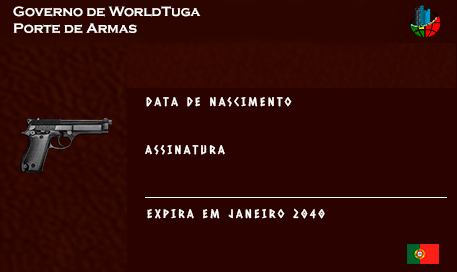 Governo de WorldTuga
Porte de Armas
DATA DE NASCIMENTO
ASSINATURA
EXPIRA EM JANEIRO 2040